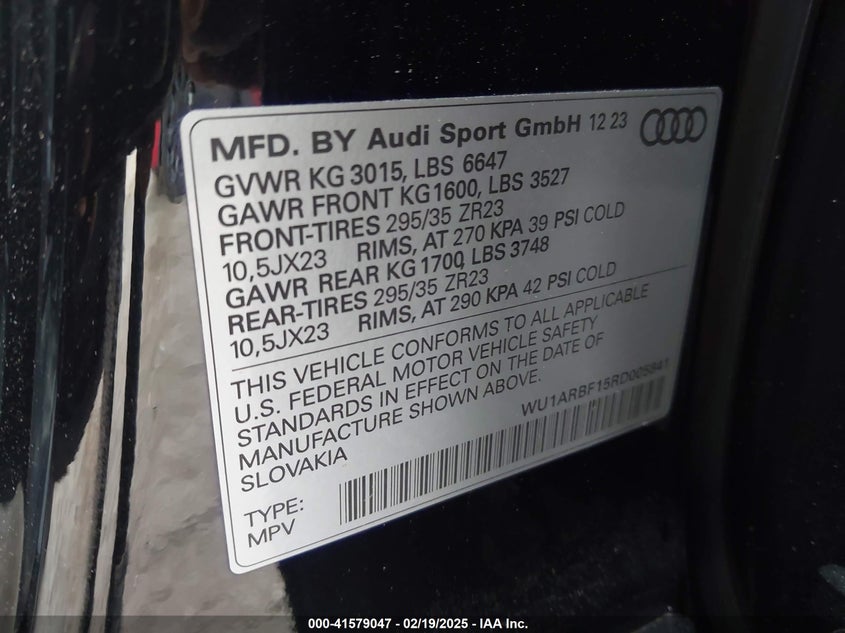 MFD. BY Audi Sport GmbH 12 23
GVWR KG 3015, LBS 6647
GAWR FRONT KG1600, LBS 3527
FRONT-TIRES 295/35 ZR23
10,5JX23 RIMS, AT 270 KPA 39 PSI COLD
GAWR REAR KG 1700, LBS 3748
REAR-TIRES 295/35 ZR23
10,5JX23 RIMS, AT 290 KPA 42 PSI COLD
THIS VEHICLE CONFORMS TO ALL APPLICABLE
U.S. FEDERAL MOTOR VEHICLE SAFETY
STANDARDS IN EFFECT ON THE DATE OF
MANUFACTURE SHOWN ABOVE.
SLOVAKIA
WU1ARBF15RD005841
TYPE:
MPV
000-41579047 - 02/19/2025 - IAA Inc.